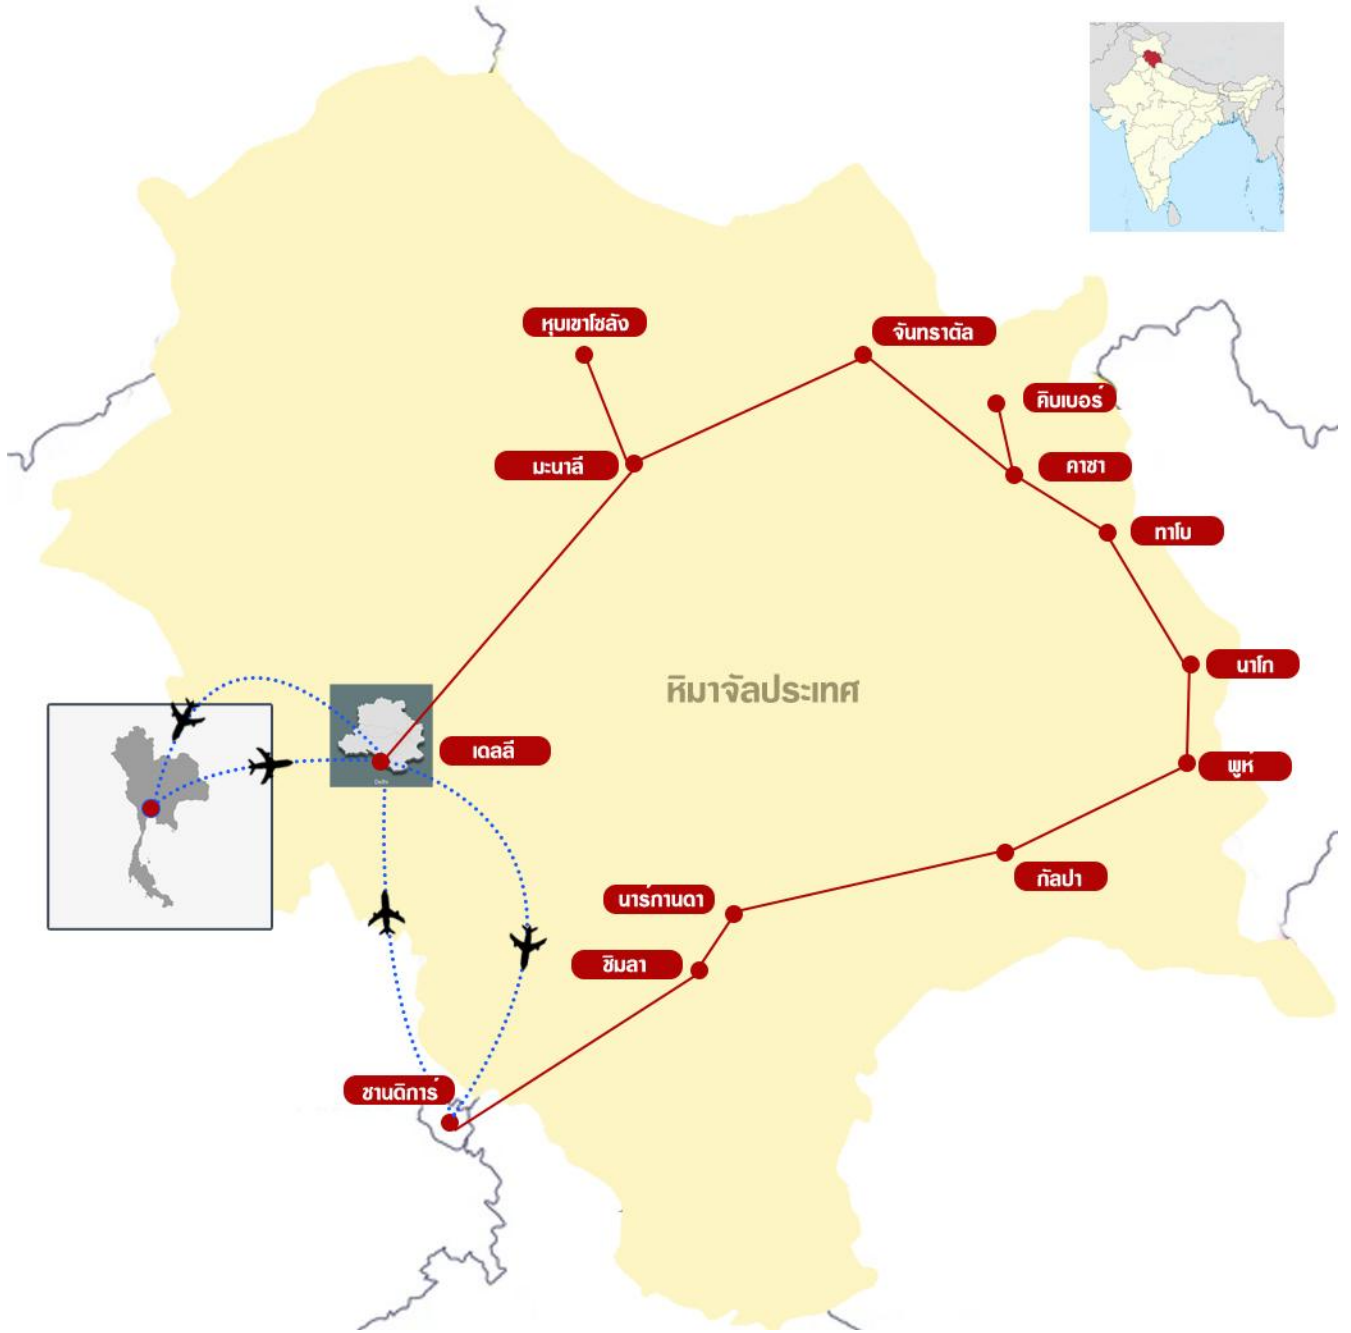 หุบเขาโซลัง
จันทราตัล
คิบเบอร์
มะนาลี
คาซา
ทาโบ
นาโก
หิมาจัลประเทศ
เดลลี
พูห์
กัลปา
นาร์กานดา
ชิมลา
ชานดิการ์